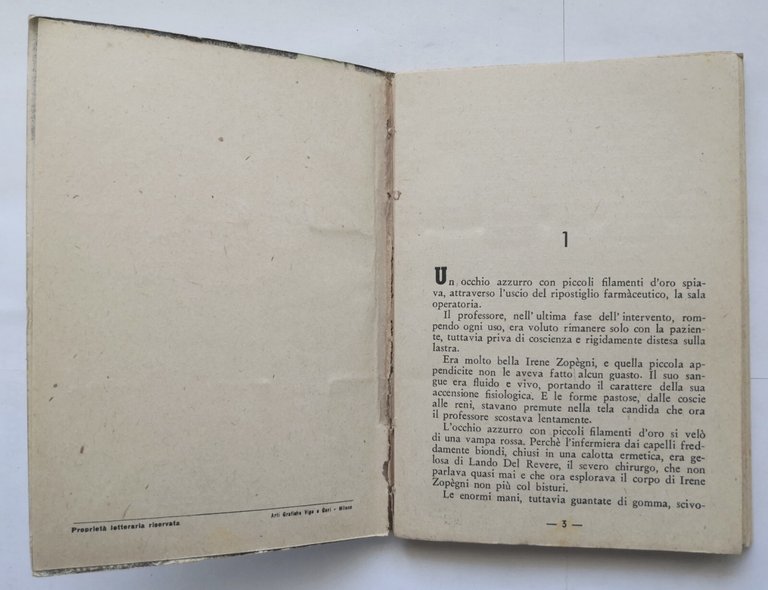 Proprietà letteraria riservata
Arti Grafiche Vigo e Gori - Milano
1
Un occhio azzurro con piccoli filamenti d'oro spia-
va, attraverso l'uscio del ripostiglio farmàceutico, la sala
operatoria.
Il professore, nell'ultima fase dell'intervento, rom-
pendo ogni uso, era voluto rimanere solo con la pazien-
te, tuttavia priva di coscienza e rigidamente distesa sulla
lastra.
Era molto bella Irene Zopègni, e quella piccola ap-
pendicite non le aveva fatto alcun guasto. Il suo san-
gue era fluido e vivo, portando il carattere della sua
accensione fisiologica. E le forme pastose, dalle coscie
alle reni, stavano premute nella tela candida che ora
il professore scostava lentamente.
L'occhio azzurro con piccoli filamenti d'oro si velò
di una vampa rossa. Perchè l'infermiera dai capelli fred-
damente biondi, chiusi in una calotta ermetica, era ge-
losa di Lando Del Revere, il severo chirurgo, che non
parlava quasi mai e che ora esplorava il corpo di Irene
Zopègni non più col bisturi.
Le enormi mani, tuttavia guantate di gomma, scivo-
— 3 —